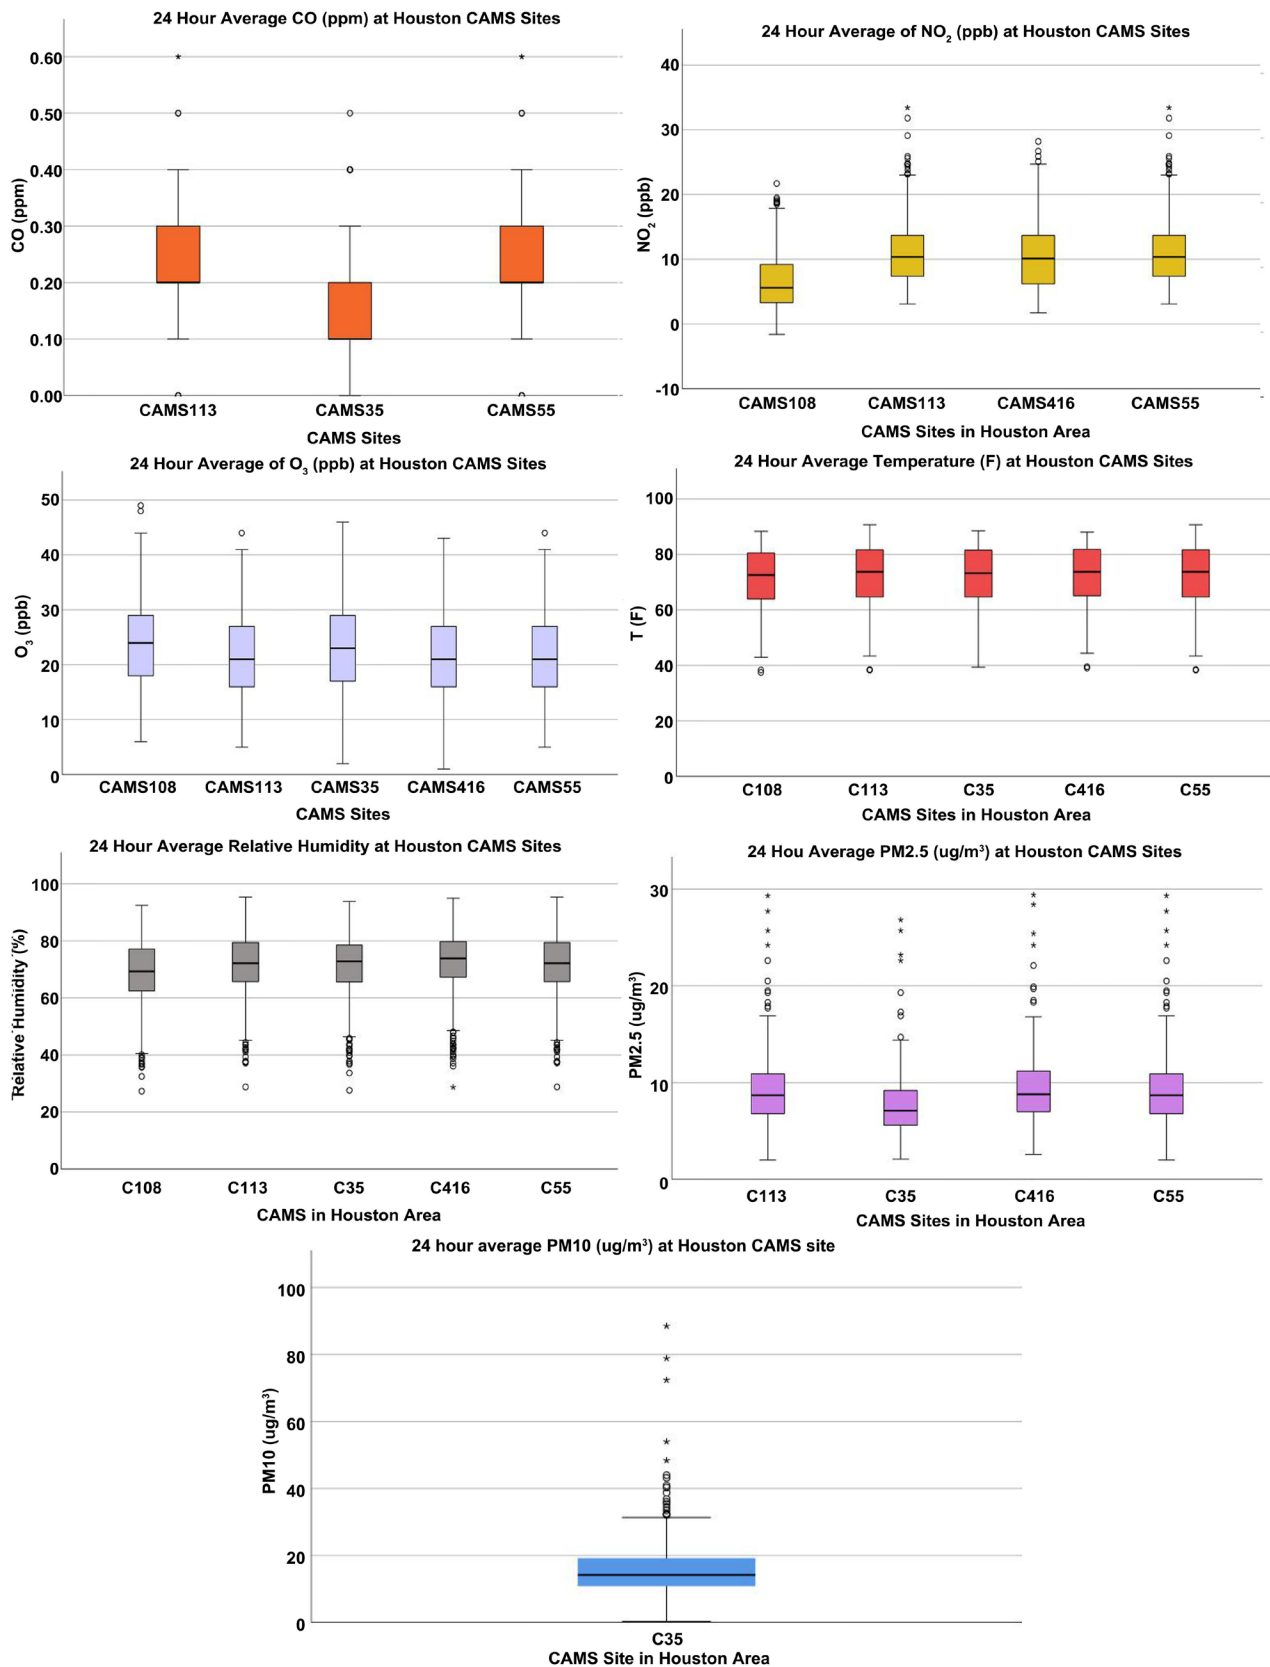 24 Hour Average CO (ppm) at Houston CAMS Sites
0.60
0.50
0.40
0.30
0.20
0.10
0.00
CO (ppm)
CAMS113 CAMS35 CAMS55
CAMS Sites
24 Hour Average of NO2 (ppb) at Houston CAMS Sites
40
30
20
10
0
-10
NO2 (ppb)
CAMS108 CAMS113 CAMS416 CAMS55
CAMS Sites in Houston Area
24 Hour Average of O3 (ppb) at Houston CAMS Sites
50
40
30
20
10
0
O3 (ppb)
CAMS108 CAMS113 CAMS35 CAMS416 CAMS55
CAMS Sites
24 Hour Average Temperature (F) at Houston CAMS Sites
100
80
60
40
20
0
T (F)
C108 C113 C35 C416 C55
CAMS Sites in Houston Area
24 Hour Average Relative Humidity at Houston CAMS Sites
100
80
60
40
20
0
Relative Humidity (%)
C108 C113 C35 C416 C55
CAMS in Houston Area
24 Hou Average PM2.5 (ug/m³) at Houston CAMS Sites
30
20
10
0
PM2.5 (ug/m³)
C113 C35 C416 C55
CAMS Sites in Houston Area
24 hour average PM10 (ug/m³) at Houston CAMS site
100
80
60
40
20
0
PM10 (ug/m³)
C35
CAMS Site in Houston Area